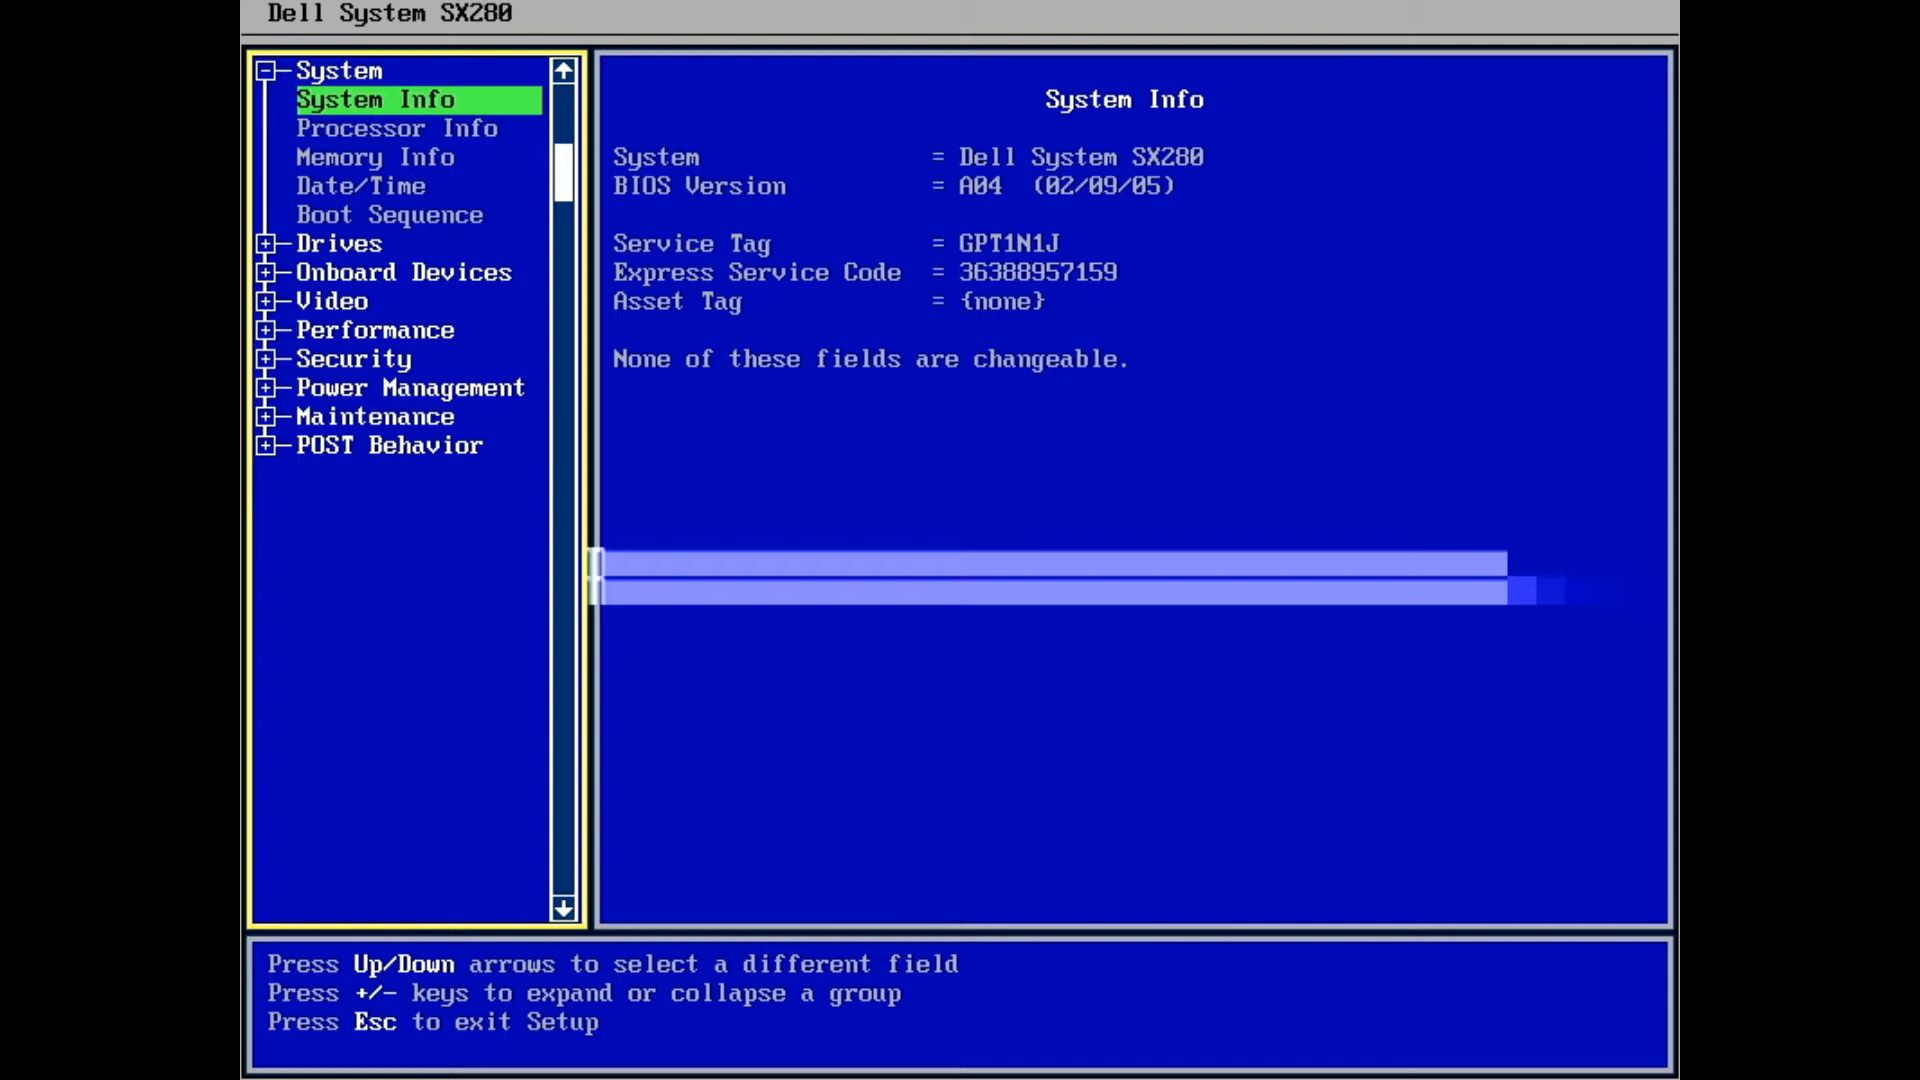 Dell System SX280
System
System Info
Processor Info
Memory Info
Date/Time
Boot Sequence
Drives
Onboard Devices
Video
Performance
Security
Power Management
Maintenance
POST Behavior
System Info
System = Dell System SX280
BIOS Version = A04 (02/09/05)
Service Tag = GPT1N1J
Express Service Code = 36388957159
Asset Tag = {none}
None of these fields are changeable.
Press Up/Down arrows to select a different field
Press +/- keys to expand or collapse a group
Press Esc to exit Setup